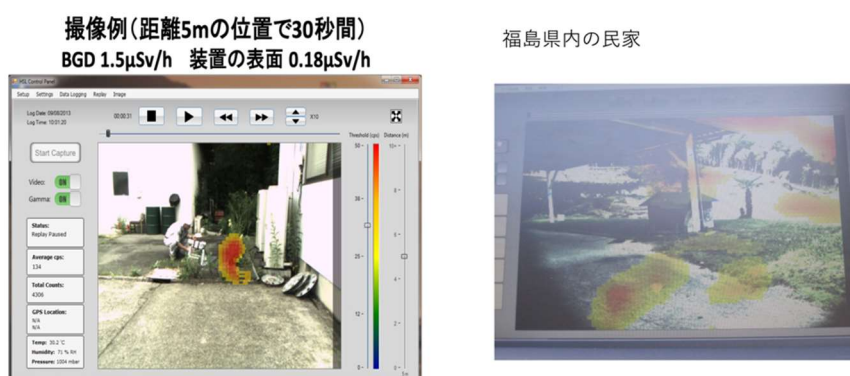 撮像例(距離5mの位置で30秒間)
BGD 1.5μSv/h 装置の表面 0.18μSv/h
福島県内の民家
HSL Control Panel
Setup Settings Data Logging Replay Image
Log Date: 09/08/2013
Log Time: 10:01:20
00:00:31
X10
Threshold (cps) Distance (m)
Start Capture
Video: ON
Gamma: ON
Status:
Replay Paused
Average cps:
134
Total Counts:
4306
GPS Location:
N/A
N/A
Temp: 30.2 °C
Humidity: 71 % RH
Pressure: 1004 mbar
50
10+
38
8
6
25
4
12
2
0